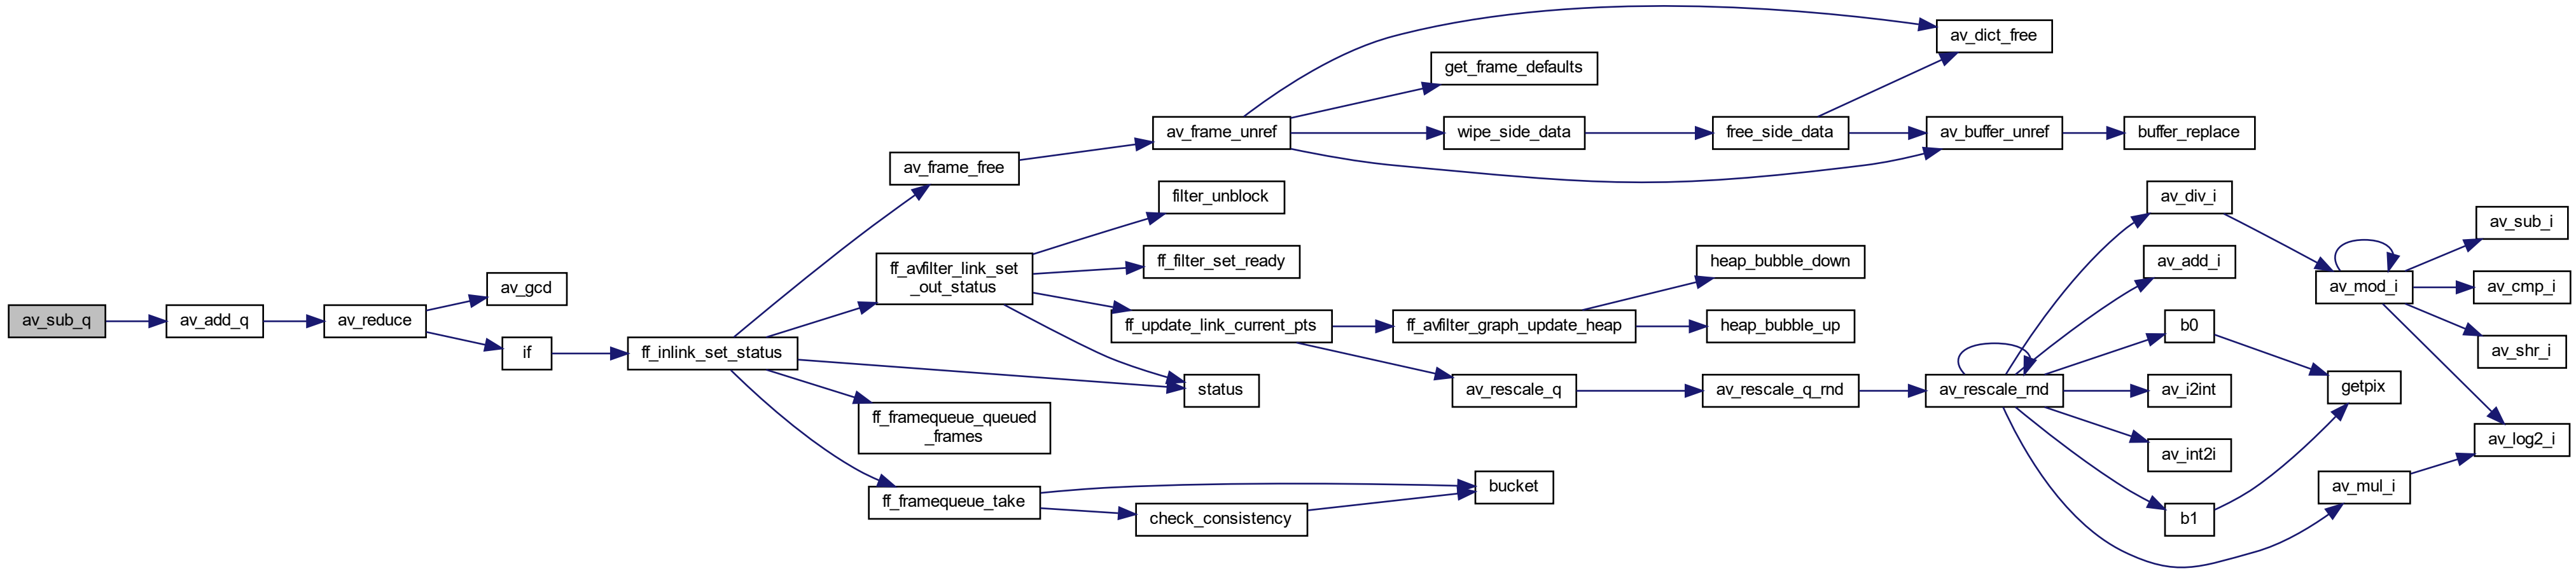 av_sub_q
av_add_q
av_reduce
av_gcd
if
ff_inlink_set_status
av_frame_free
ff_avfilter_link_set
_out_status
status
ff_framequeue_queued
_frames
ff_framequeue_take
av_frame_unref
filter_unblock
ff_filter_set_ready
ff_update_link_current_pts
check_consistency
bucket
get_frame_defaults
wipe_side_data
ff_avfilter_graph_update_heap
av_rescale_q
free_side_data
heap_bubble_down
heap_bubble_up
av_rescale_q_rnd
av_dict_free
av_buffer_unref
buffer_replace
av_rescale_rnd
av_div_i
av_add_i
b0
av_i2int
av_int2i
b1
av_mod_i
getpix
av_mul_i
av_sub_i
av_cmp_i
av_shr_i
av_log2_i